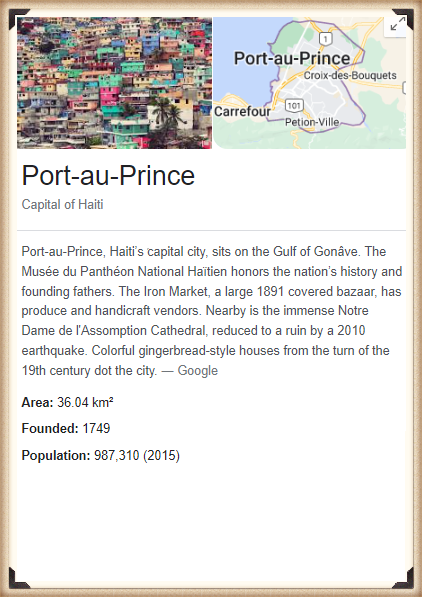 1
Port-au-Prince
Croix-des-Bouquets
101
Carrefour
Petion-Ville
Port-au-Prince
Capital of Haiti
Port-au-Prince, Haiti's capital city, sits on the Gulf of Gonâve. The
Musée du Panthéon National Haïtien honors the nation's history and
founding fathers. The Iron Market, a large 1891 covered bazaar, has
produce and handicraft vendors. Nearby is the immense Notre
Dame de l'Assomption Cathedral, reduced to a ruin by a 2010
earthquake. Colorful gingerbread-style houses from the turn of the
19th century dot the city. — Google
Area: 36.04 km²
Founded: 1749
Population: 987,310 (2015)